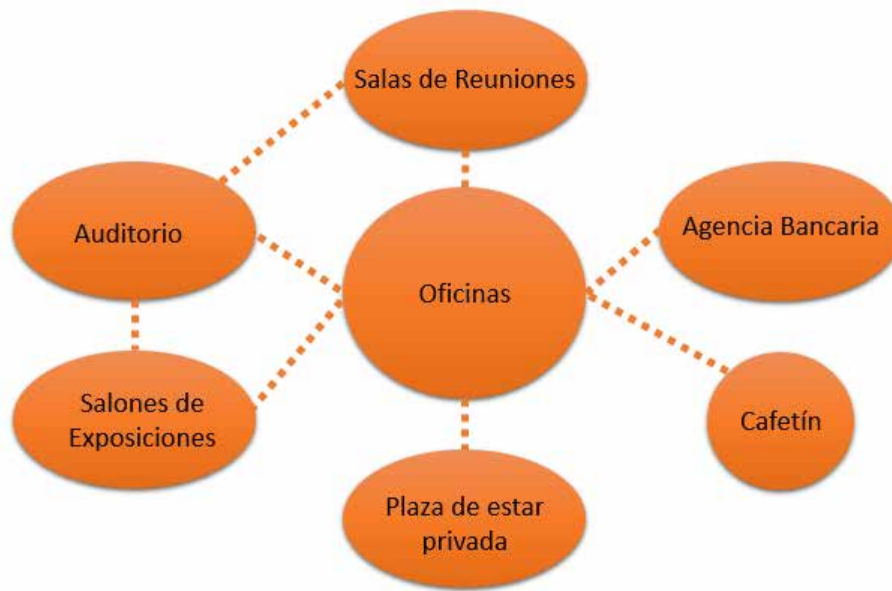 Salas de Reuniones
Auditorio
Agencia Bancaria
Oficinas
Salones de
Exposiciones
Cafetín
Plaza de estar
privada